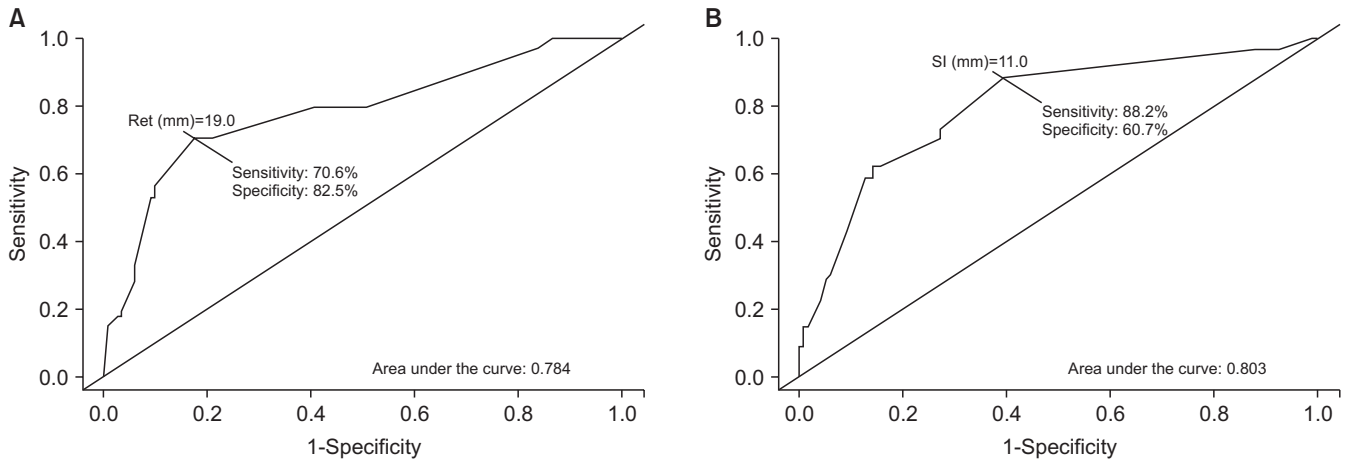 A
1.0
0.8
0.6
0.4
0.2
0.0
Sensitivity
Ret (mm)=19.0
Sensitivity: 70.6%
Specificity: 82.5%
Area under the curve: 0.784
0.0 0.2 0.4 0.6 0.8 1.0
1-Specificity
B
1.0
0.8
0.6
0.4
0.2
0.0
Sensitivity
SI (mm)=11.0
Sensitivity: 88.2%
Specificity: 60.7%
Area under the curve: 0.803
0.0 0.2 0.4 0.6 0.8 1.0
1-Specificity